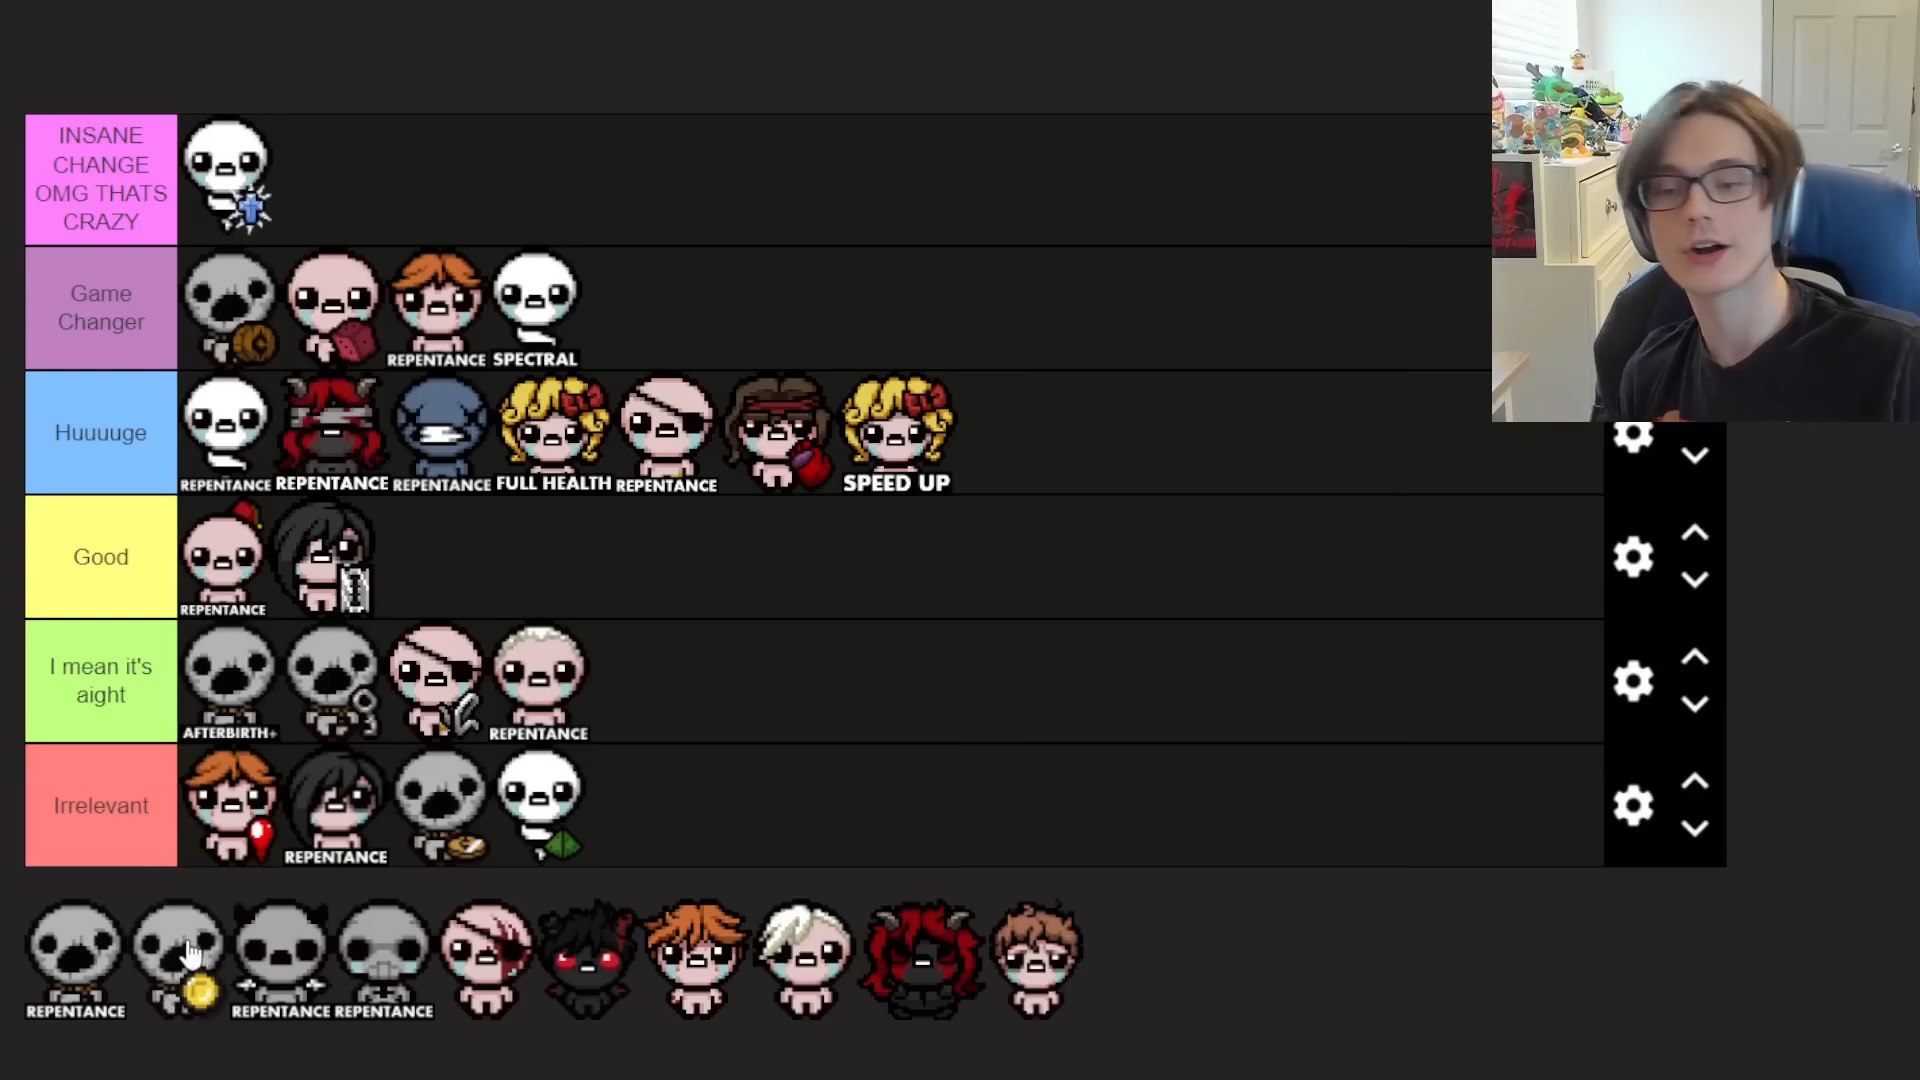 INSANE
CHANGE
OMG THATS
CRAZY
Game
Changer
REPENTANCE SPECTRAL
Huuuuge
REPENTANCE REPENTANCE REPENTANCE FULL HEALTH REPENTANCE SPEED UP
Good
REPENTANCE
I mean it's
aight
AFTERBIRTH+ REPENTANCE
Irrelevant
REPENTANCE
REPENTANCE REPENTANCE REPENTANCE